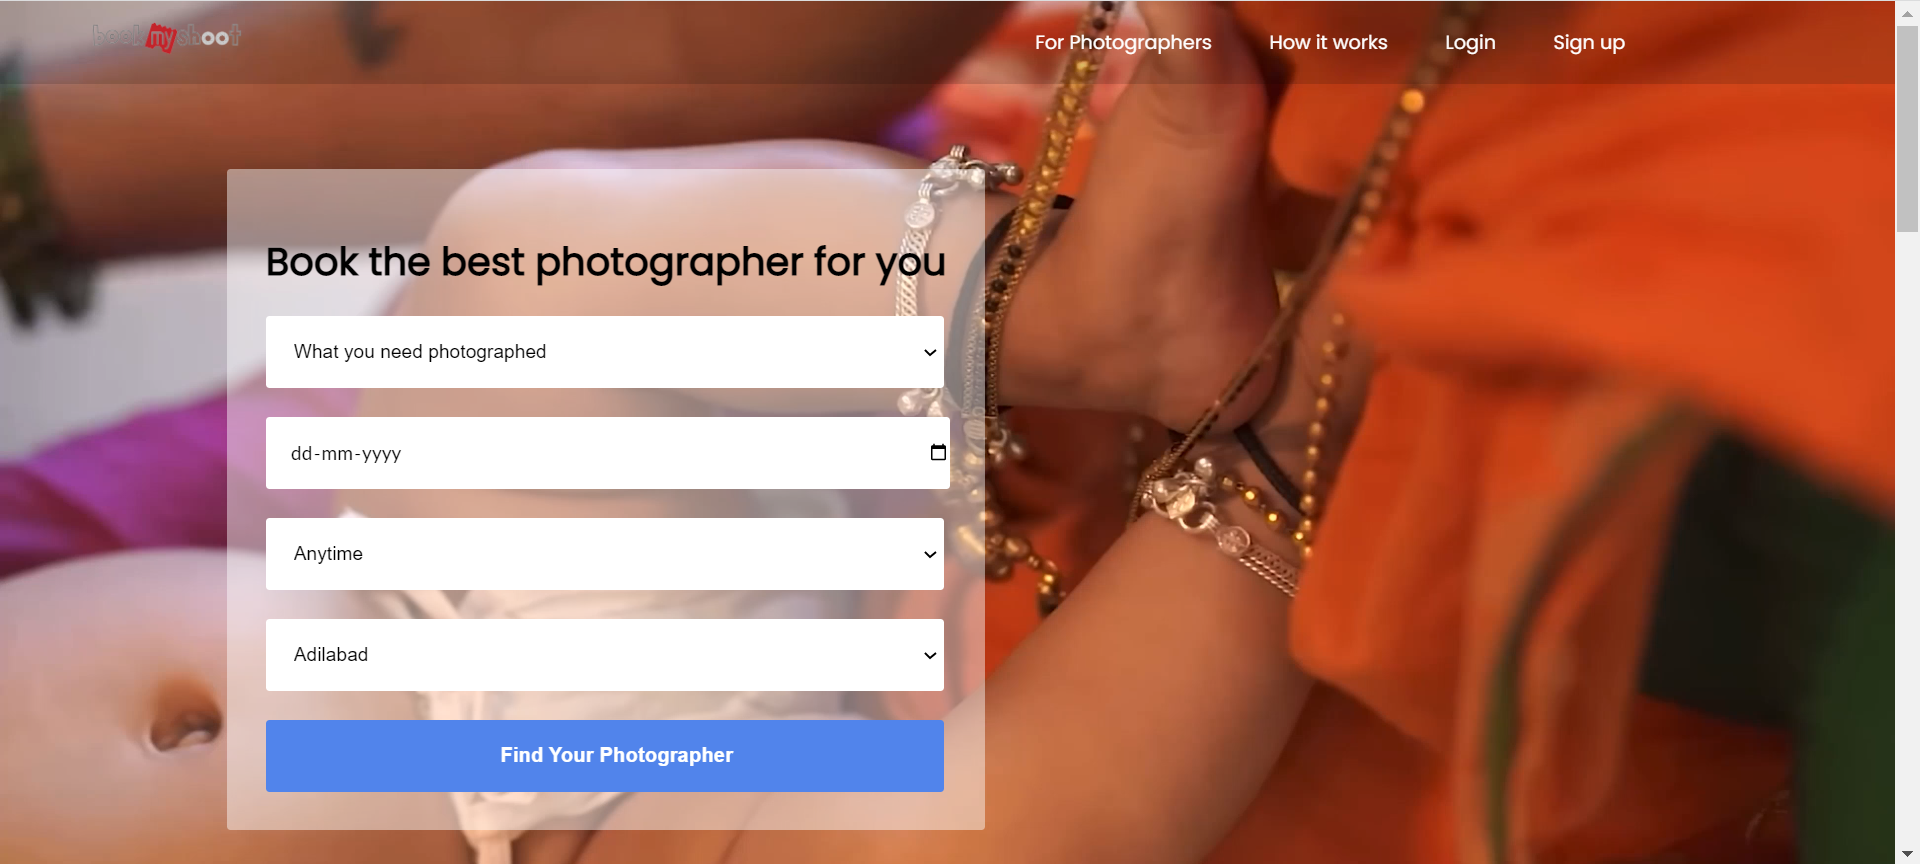 bookmyshoot
For Photographers
How it works
Login
Sign up
Book the best photographer for you
What you need photographed
dd-mm-yyyy
Anytime
Adilabad
Find Your Photographer